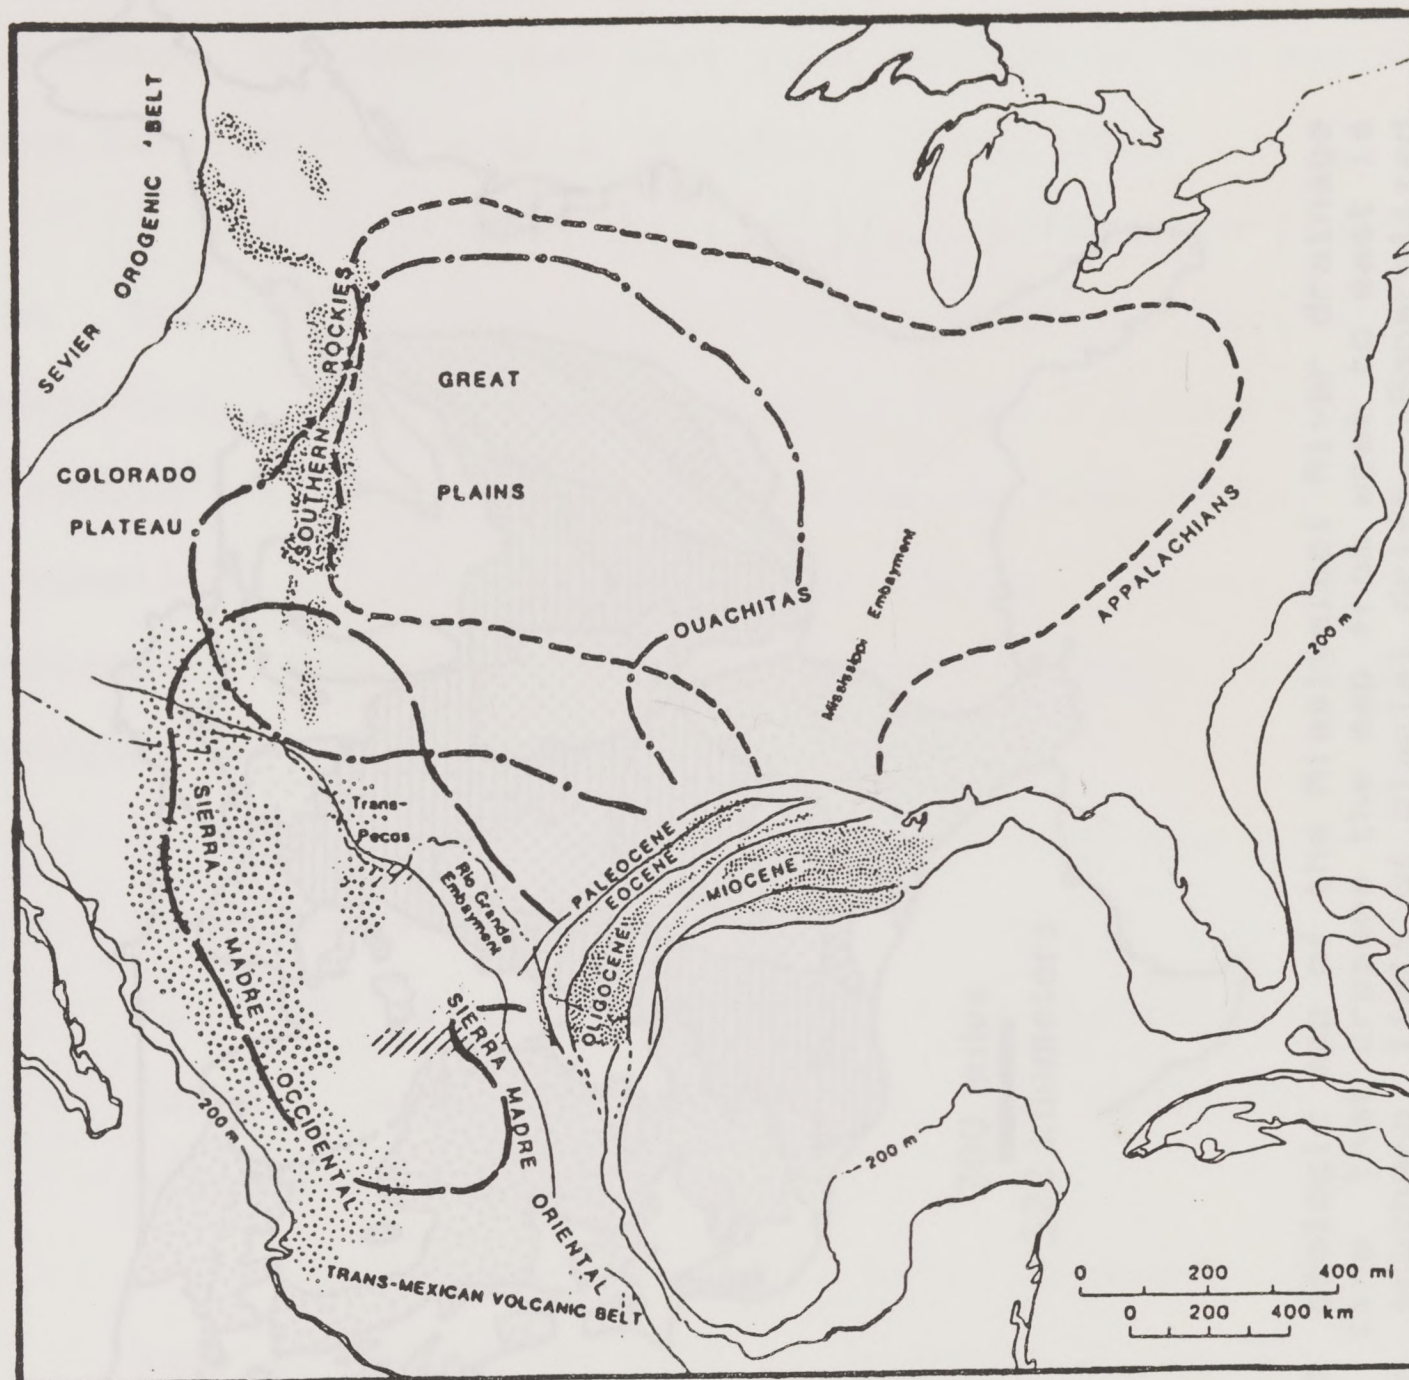 SEVIER OROGENIC 'BELT
SOUTHERN ROCKIES
GREAT
PLAINS
COLORADO
PLATEAU
OUACHITAS
Mississippi Embayment
APPALACHIANS
200 m
Trans-
Pecos
Rio Grande
Embayment
PALEOCENE
EOCENE
MIOCENE
OLIGOCENE
SIERRA MADRE OCCIDENTAL
SIERRA MADRE ORIENTAL
200 m
200 m
TRANS-MEXICAN VOLCANIC BELT
0 200 400 mi
0 200 400 km